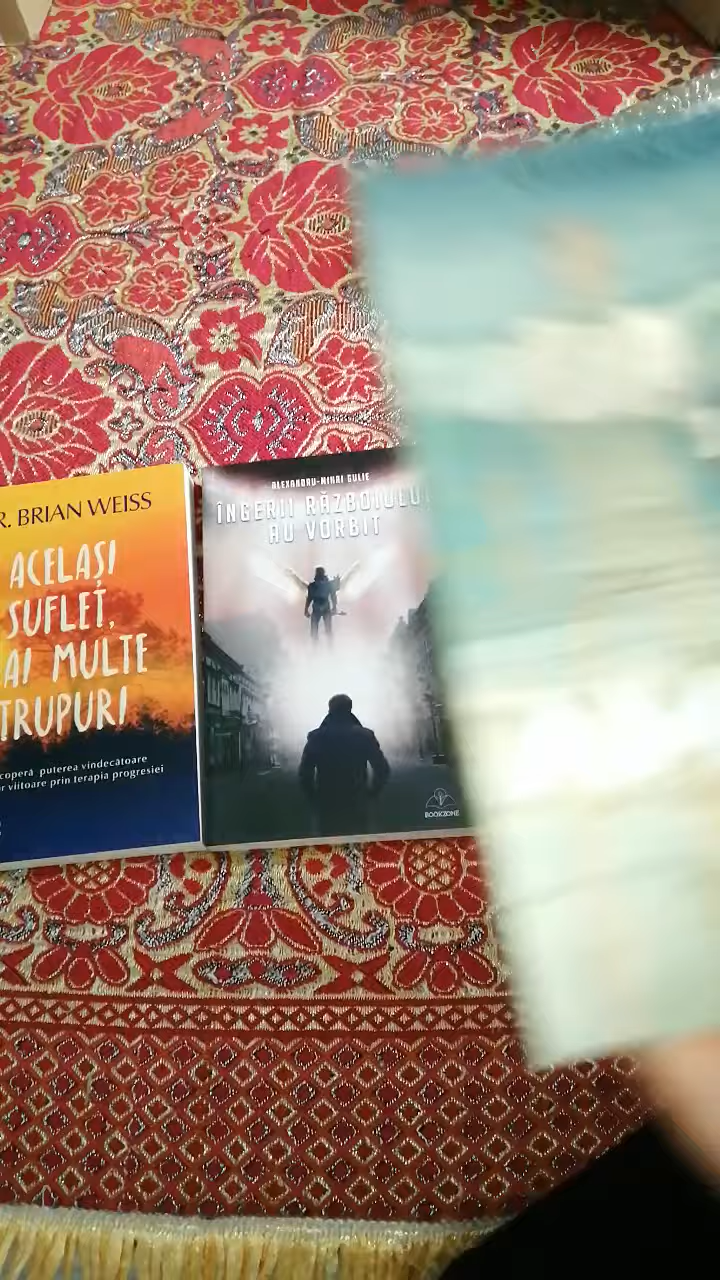 R. BRIAN WEISS
ACELAȘI
SUFLET,
AI MULTE
TRUPURI
coperă puterea vindecătoare
r viitoare prin terapia progresiei
ALEXANDRU-MIHAI GULIE
ÎNGERII RĂZBOIULUI
AU VORBIT
BOOKZONE